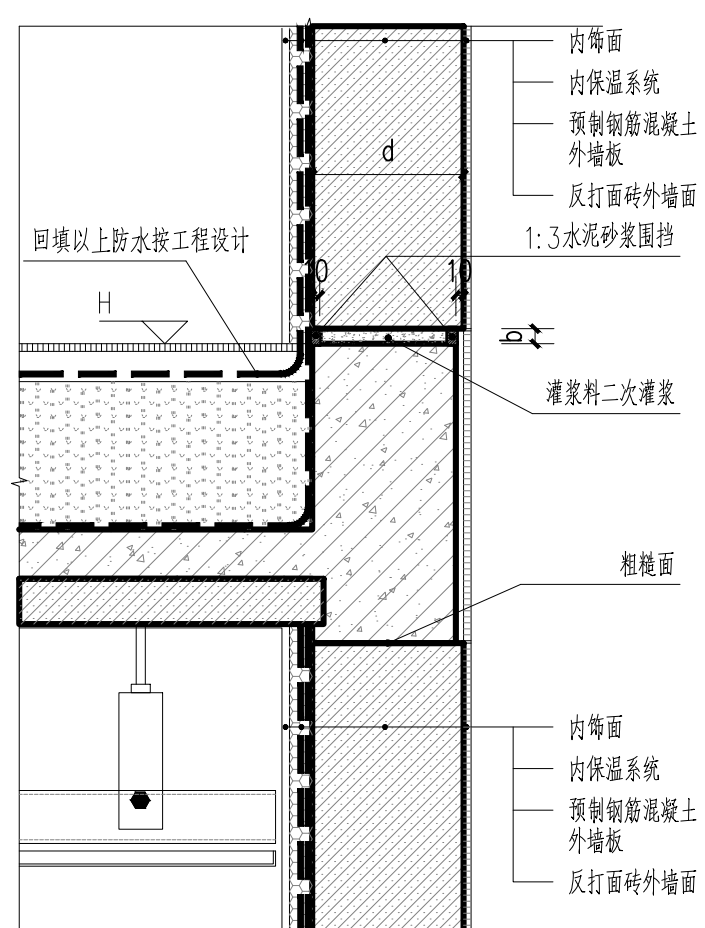 内饰面
内保温系统
预制钢筋混凝土
外墙板
d
反打面砖外墙面
回填以上防水按工程设计
1:3水泥砂浆围挡
10
H
b
灌浆料二次灌浆
粗糙面
内饰面
内保温系统
预制钢筋混凝土
外墙板
反打面砖外墙面